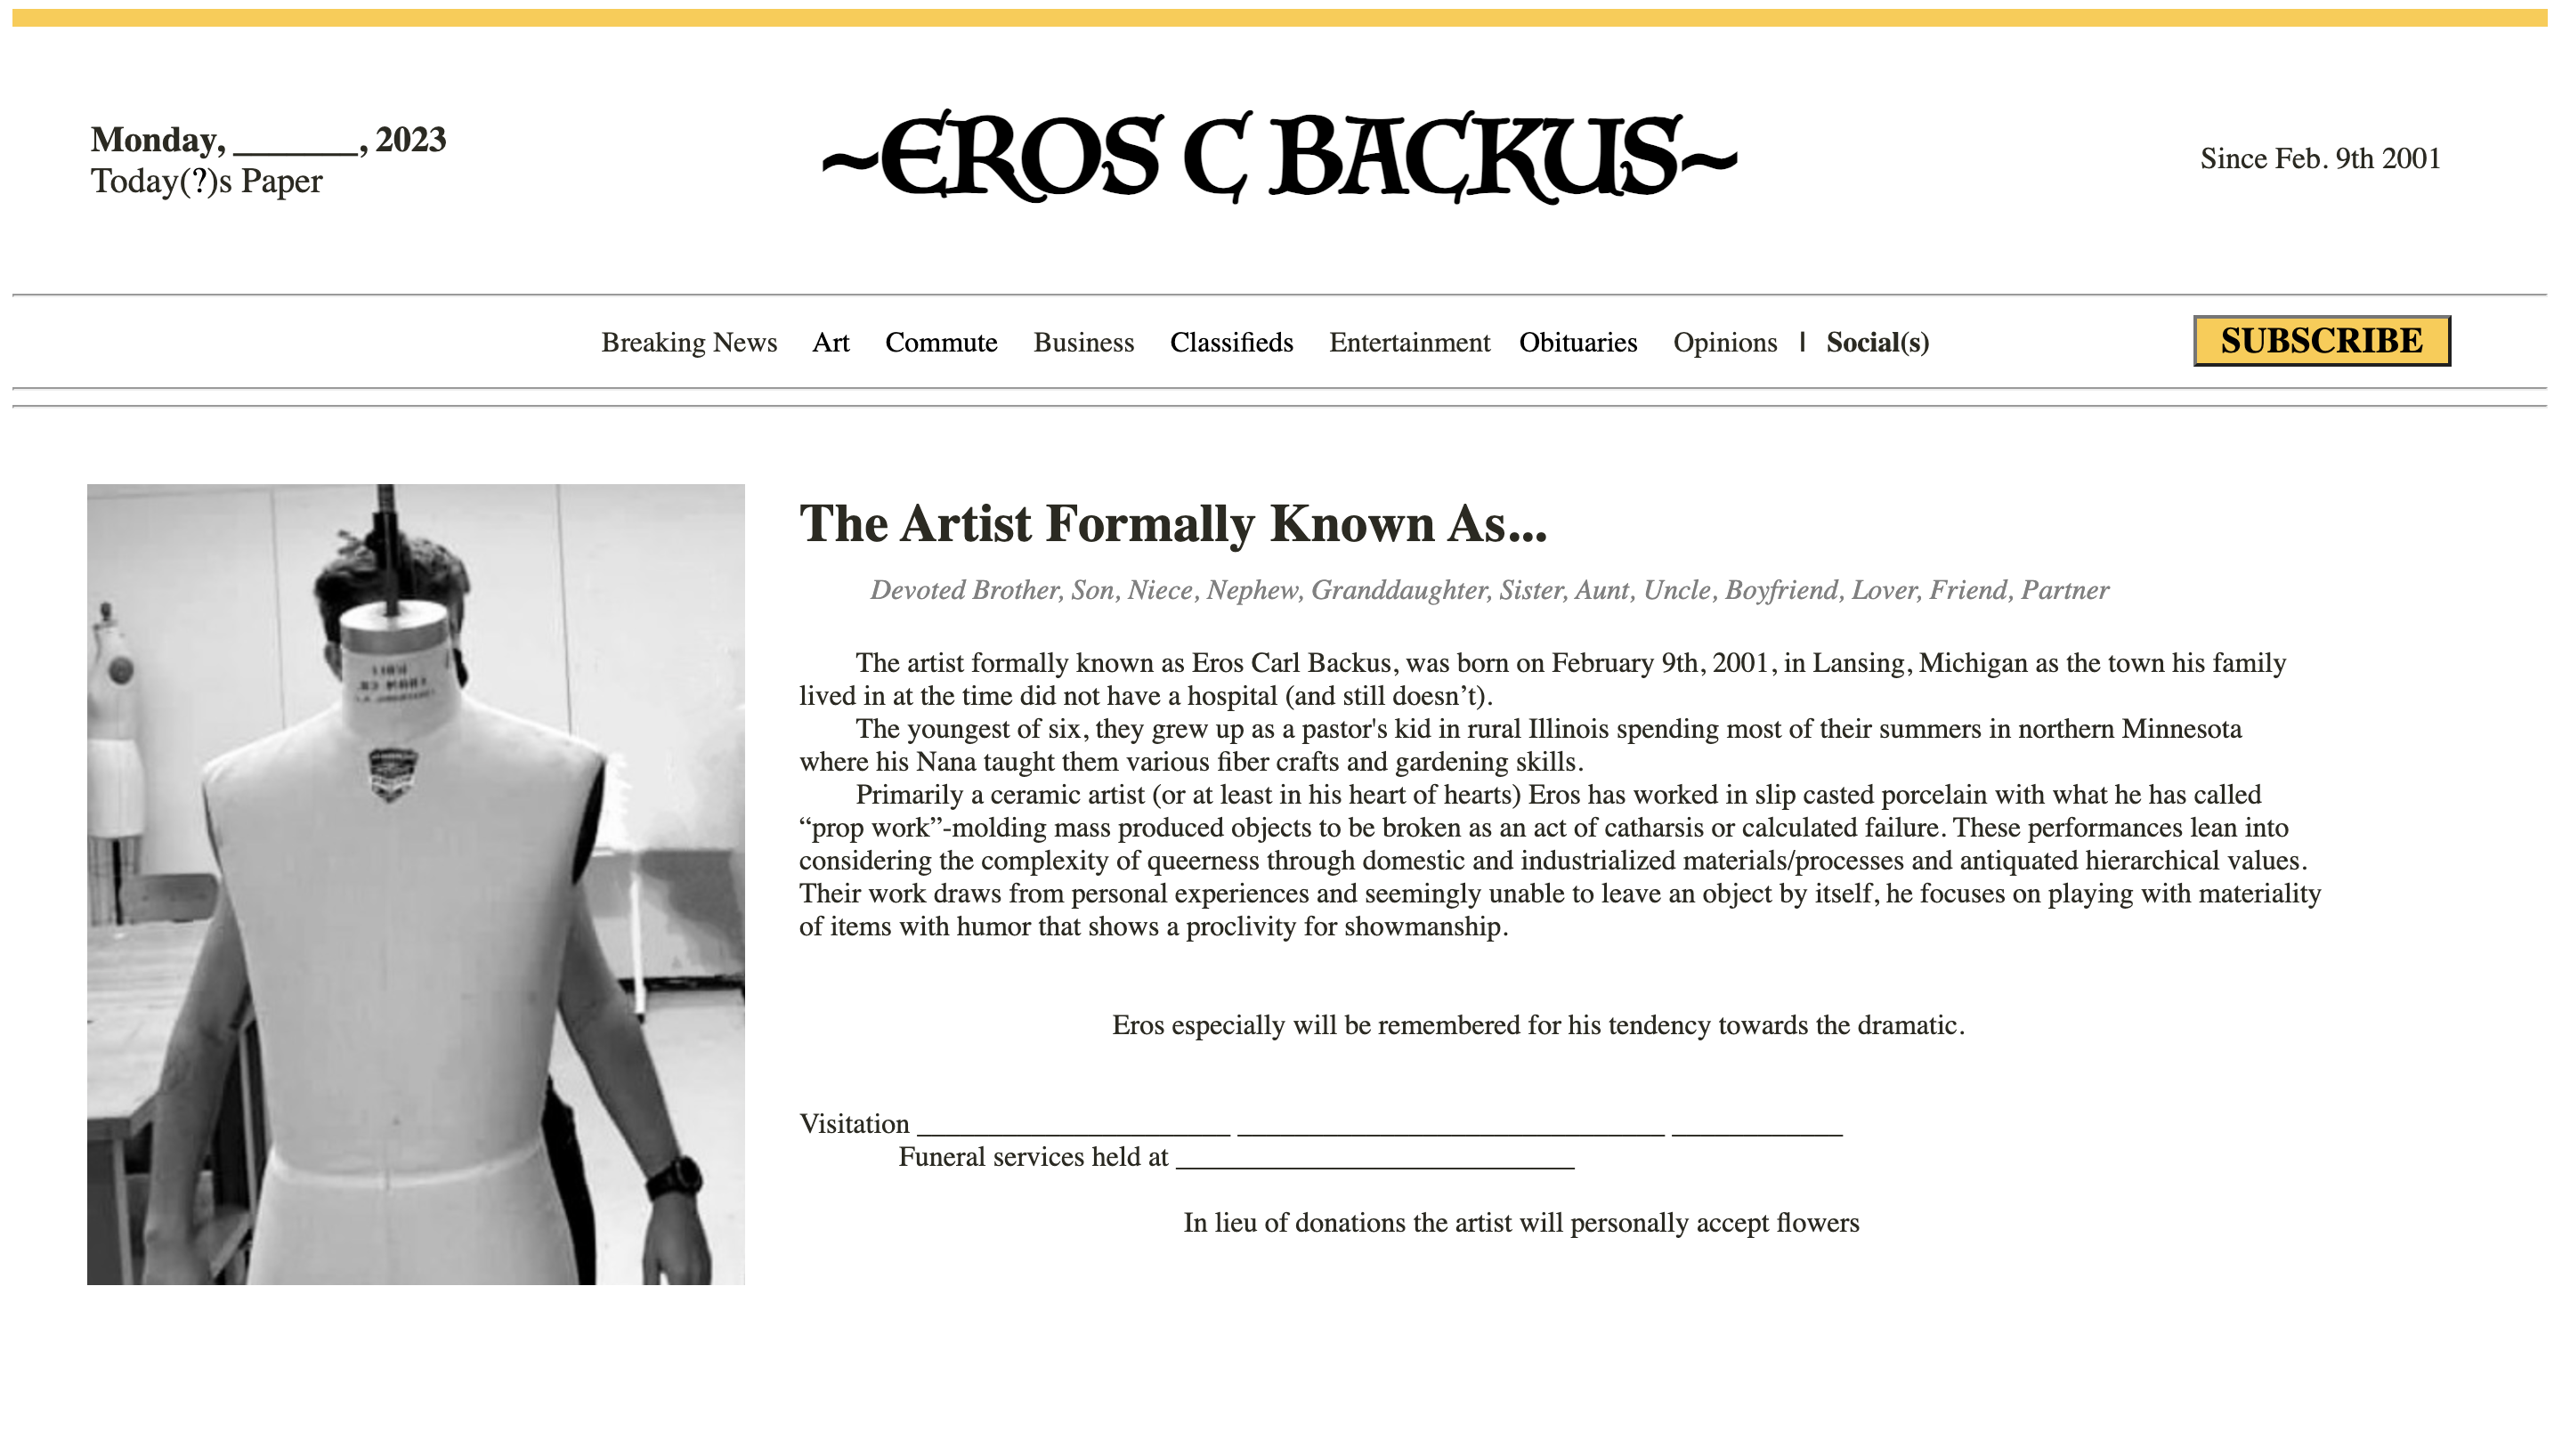 Monday, _______, 2023
Today(?)s Paper
~EROS C BACKUS~
Since Feb. 9th 2001
Breaking News Art Commute Business Classifieds Entertainment Obituaries Opinions | Social(s)
SUBSCRIBE
The Artist Formally Known As...
Devoted Brother, Son, Niece, Nephew, Granddaughter, Sister, Aunt, Uncle, Boyfriend, Lover, Friend, Partner
The artist formally known as Eros Carl Backus, was born on February 9th, 2001, in Lansing, Michigan as the town his family
lived in at the time did not have a hospital (and still doesn’t).
The youngest of six, they grew up as a pastor's kid in rural Illinois spending most of their summers in northern Minnesota
where his Nana taught them various fiber crafts and gardening skills.
Primarily a ceramic artist (or at least in his heart of hearts) Eros has worked in slip casted porcelain with what he has called
“prop work”-molding mass produced objects to be broken as an act of catharsis or calculated failure. These performances lean into
considering the complexity of queerness through domestic and industrialized materials/processes and antiquated hierarchical values.
Their work draws from personal experiences and seemingly unable to leave an object by itself, he focuses on playing with materiality
of items with humor that shows a proclivity for showmanship.
Eros especially will be remembered for his tendency towards the dramatic.
Visitation ______________________ ______________________________ ____________
Funeral services held at ____________________________
In lieu of donations the artist will personally accept flowers